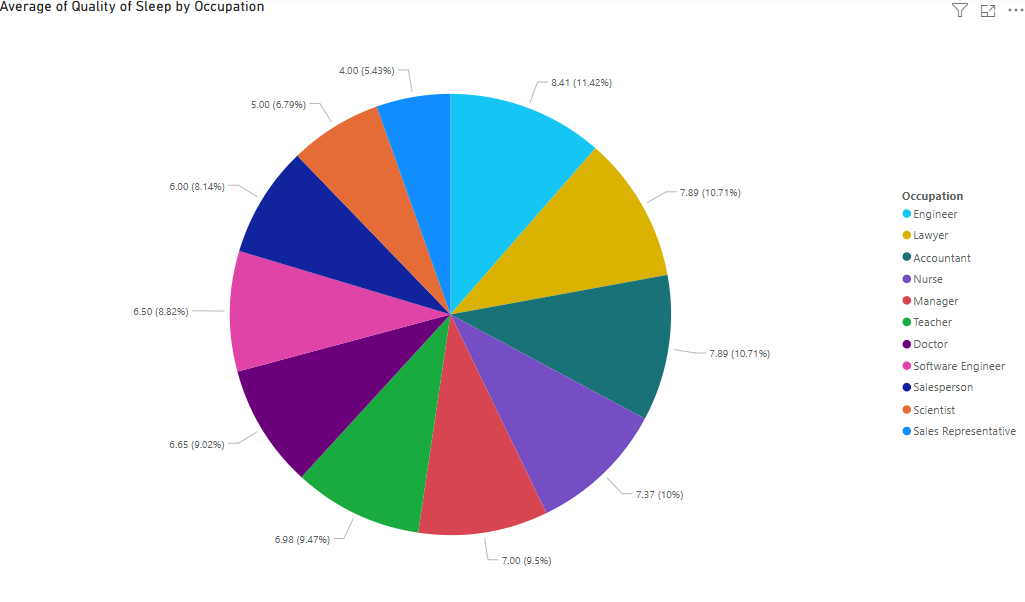 Average of Quality of Sleep by Occupation
4.00 (5.43%)
8.41 (11.42%)
5.00 (6.79%)
6.00 (8.14%)
7.89 (10.71%)
6.50 (8.82%)
7.89 (10.71%)
6.65 (9.02%)
7.37 (10%)
6.98 (9.47%)
7.00 (9.5%)
Occupation
Engineer
Lawyer
Accountant
Nurse
Manager
Teacher
Doctor
Software Engineer
Salesperson
Scientist
Sales Representative